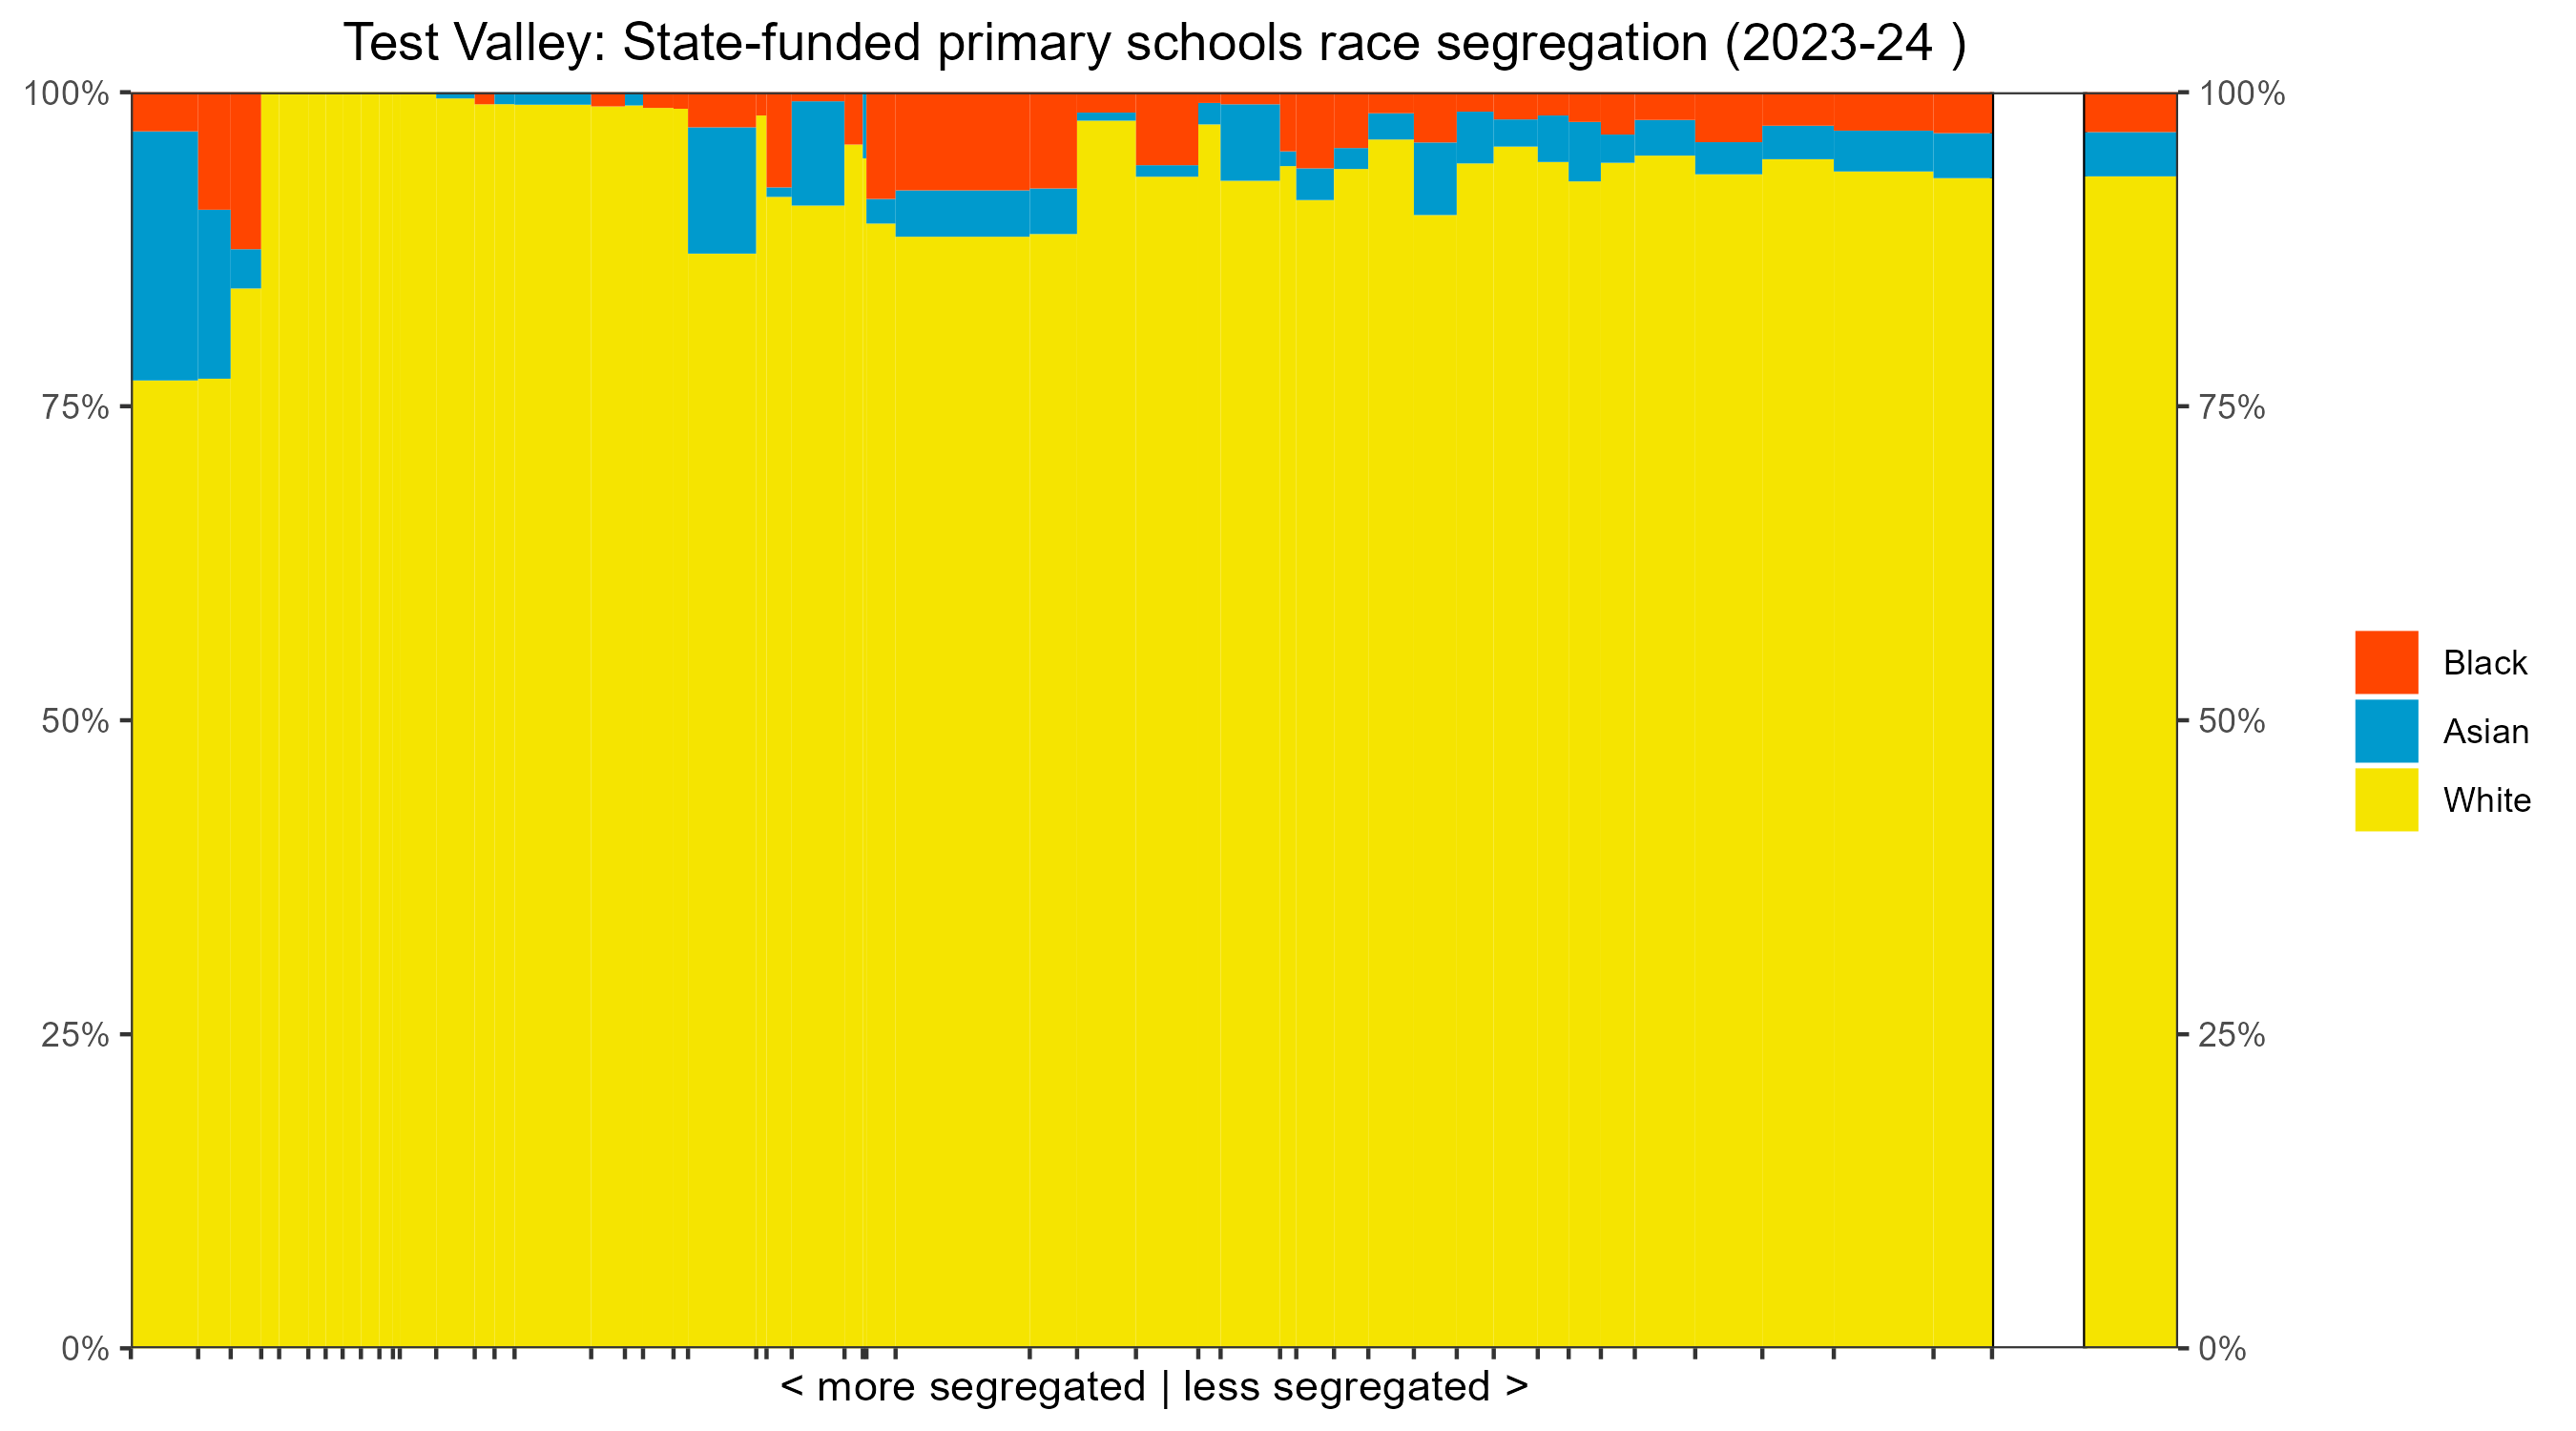 Test Valley: State-funded primary schools race segregation (2023-24 )
100%
75%
50%
25%
0%
100%
75%
50%
25%
0%
Black
Asian
White
< more segregated | less segregated >